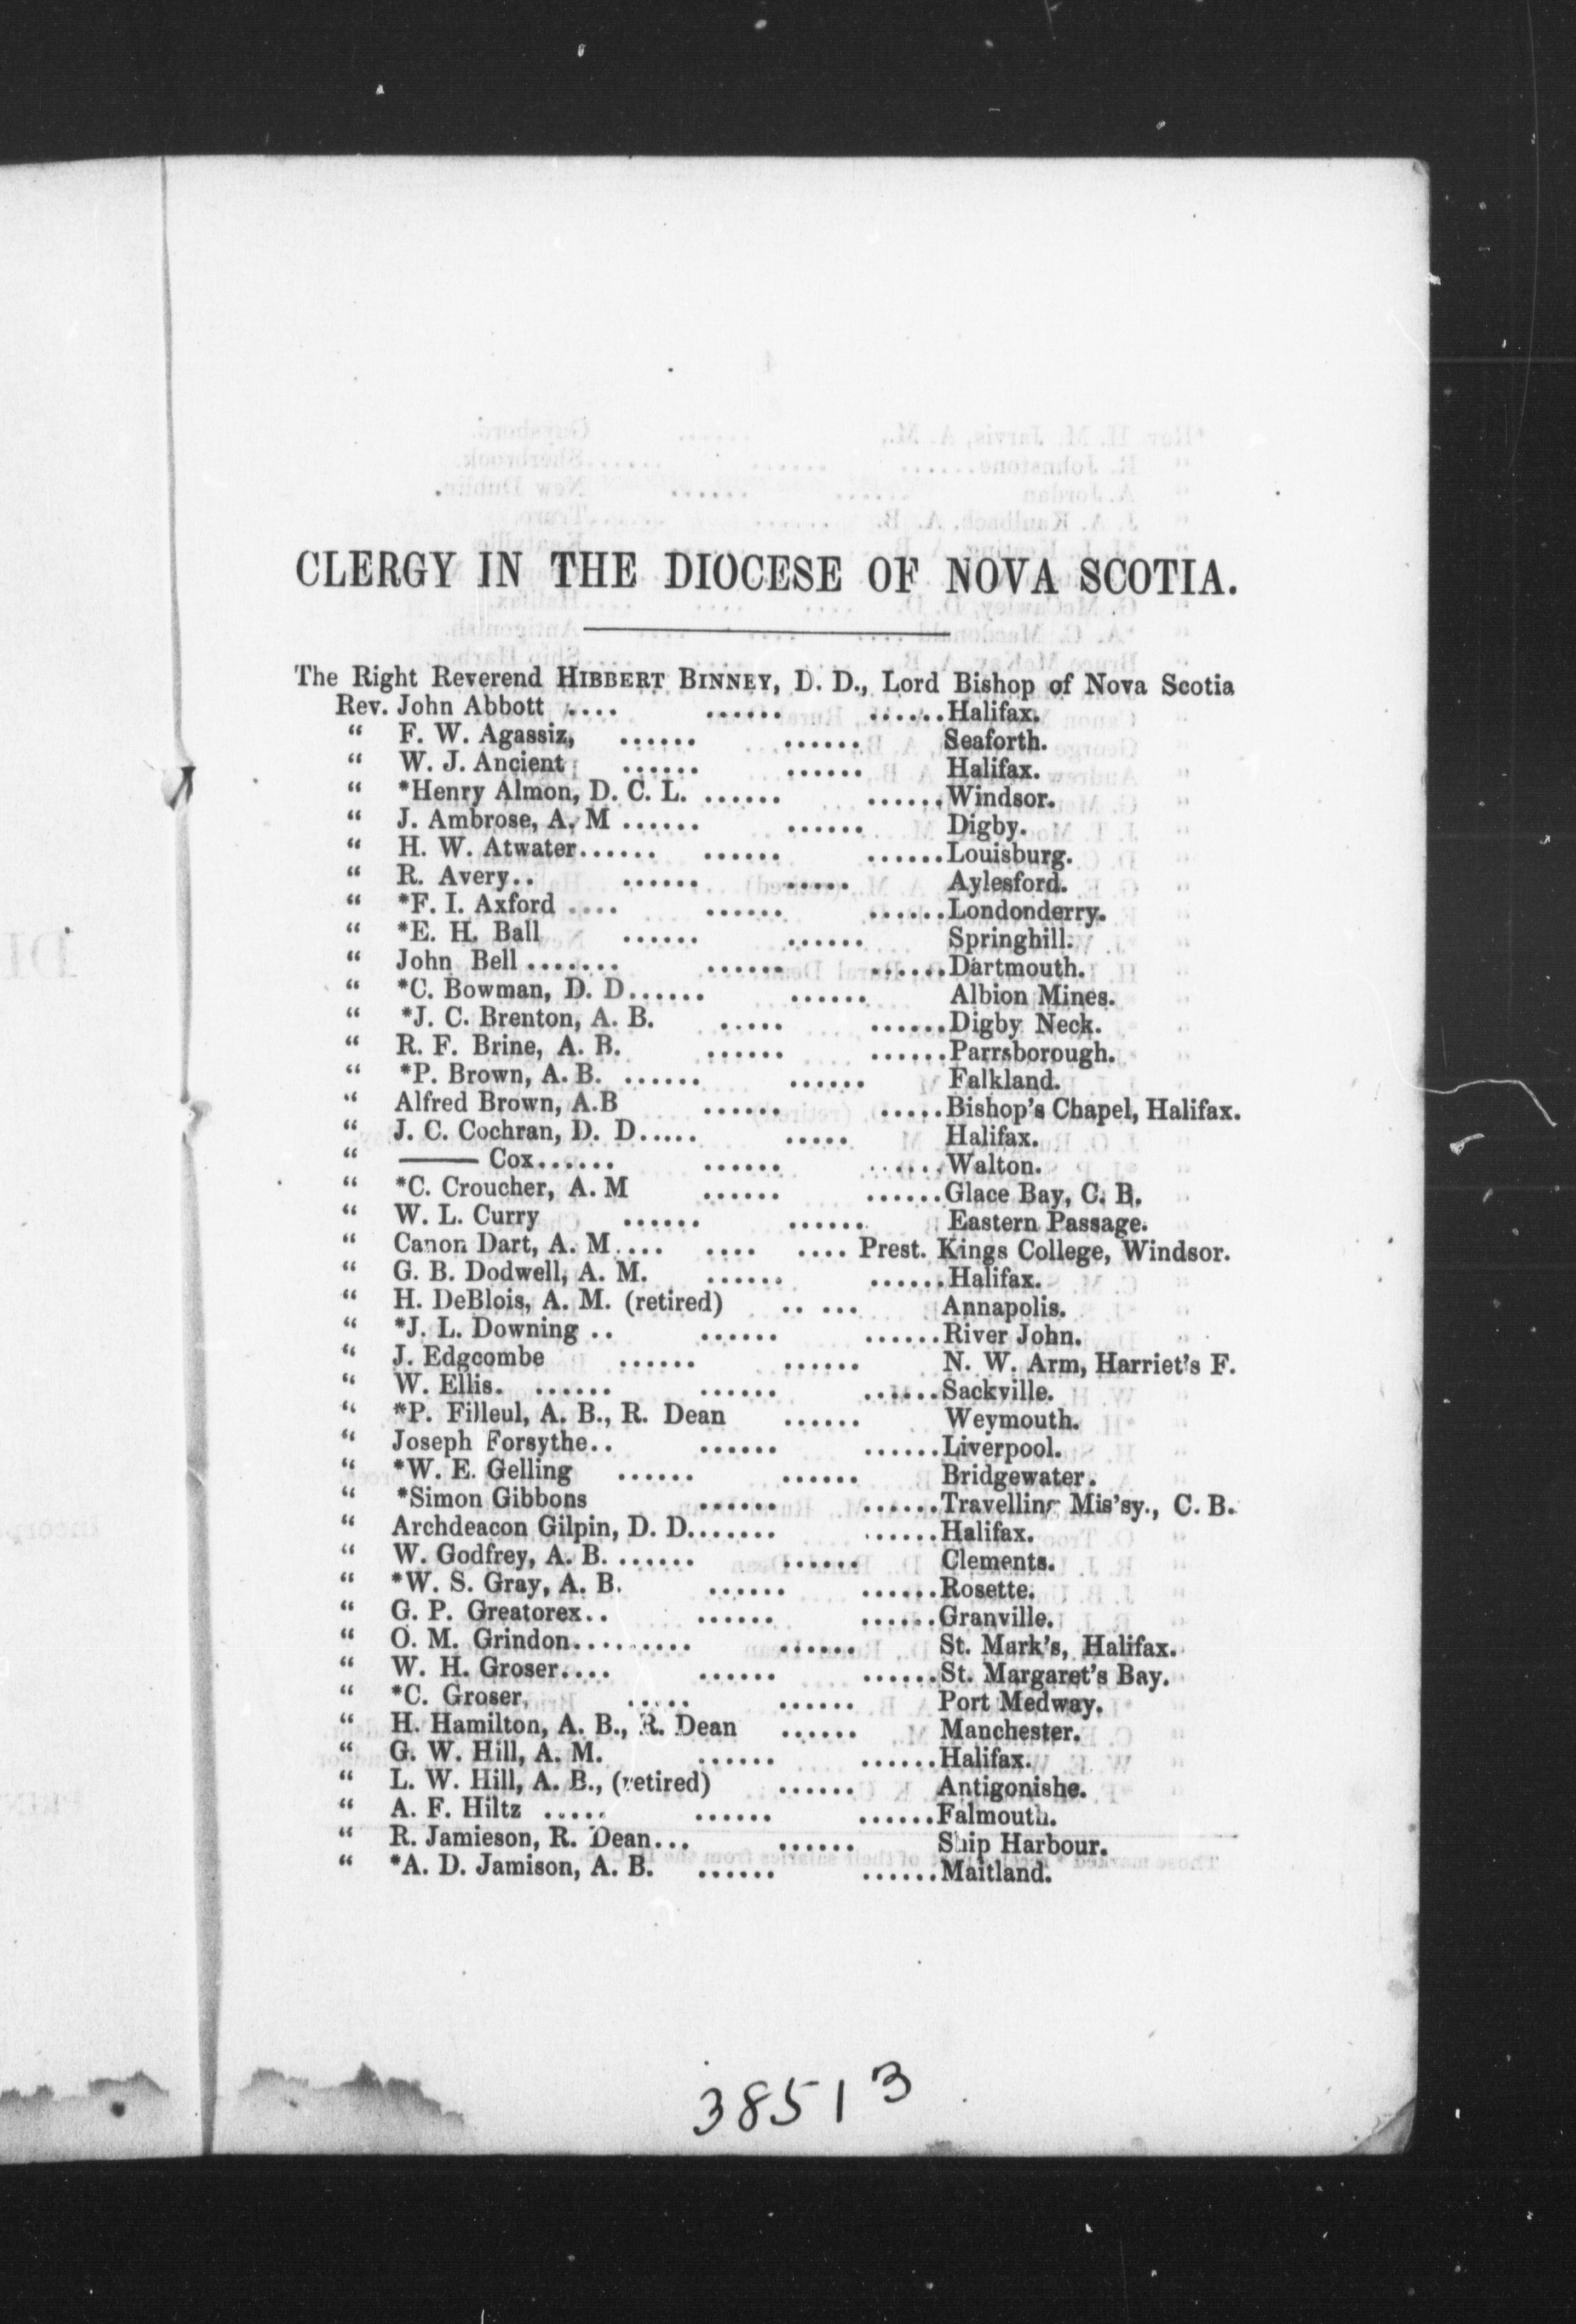 CLERGY IN THE DIOCESE OF NOVA SCOTIA.
The Right Reverend HIBBERT BINNEY, D. D., Lord Bishop of Nova Scotia
Rev. John Abbott .... ...... ......Halifax.
“ F. W. Agassiz, ...... ...... Seaforth.
“ W. J. Ancient ...... ...... Halifax.
“ *Henry Almon, D. C. L. ...... ......Windsor.
“ J. Ambrose, A. M ...... ...... Digby.
“ H. W. Atwater...... ...... ......Louisburg.
“ R. Avery.. ...... ...... Aylesford.
“ *F. I. Axford .... ...... ......Londonderry.
“ *E. H. Ball ...... ...... Springhill.
“ John Bell ....... ...... ......Dartmouth.
“ *C. Bowman, D. D...... ...... Albion Mines.
“ *J. C. Brenton, A. B. ..... ......Digby Neck.
“ R. F. Brine, A. B. ...... ......Parrsborough.
“ *P. Brown, A. B. ...... ...... Falkland.
“ Alfred Brown, A.B ...... .....Bishop's Chapel, Halifax.
“ J. C. Cochran, D. D..... ..... Halifax.
“ —— Cox...... ...... ......Walton.
“ *C. Croucher, A. M ...... ......Glace Bay, C. B.
“ W. L. Curry ...... ...... Eastern Passage.
“ Canon Dart, A. M.... .... .... Prest. Kings College, Windsor.
“ G. B. Dodwell, A. M. ...... ......Halifax.
“ H. DeBlois, A. M. (retired) .. ... Annapolis.
“ *J. L. Downing .. ...... ......River John.
“ J. Edgcombe ...... ...... N. W. Arm, Harriet's F.
“ W. Ellis. ...... ...... ......Sackville.
“ *P. Filleul, A. B., R. Dean ...... Weymouth.
“ Joseph Forsythe.. ...... ......Liverpool.
“ *W. E. Gelling ...... ...... Bridgewater.
“ *Simon Gibbons ...... ......Travelling Mis'sy., C. B.
“ Archdeacon Gilpin, D. D....... ......Halifax.
“ W. Godfrey, A. B. ...... ...... Clements.
“ *W. S. Gray, A. B. ...... ......Rosette.
“ G. P. Greatorex.. ...... ......Granville.
“ O. M. Grindon.......... ...... St. Mark's, Halifax.
“ W. H. Groser.... ...... ......St. Margaret's Bay.
“ *C. Groser, ..... ...... Port Medway.
“ H. Hamilton, A. B., R. Dean ...... Manchester.
“ G. W. Hill, A. M. ...... ......Halifax.
“ L. W. Hill, A. B., (retired) ...... Antigonishe.
“ A. F. Hiltz ..... ...... ......Falmouth.
“ R. Jamieson, R. Dean... ...... Ship Harbour.
“ *A. D. Jamison, A. B. ...... ......Maitland.
38513